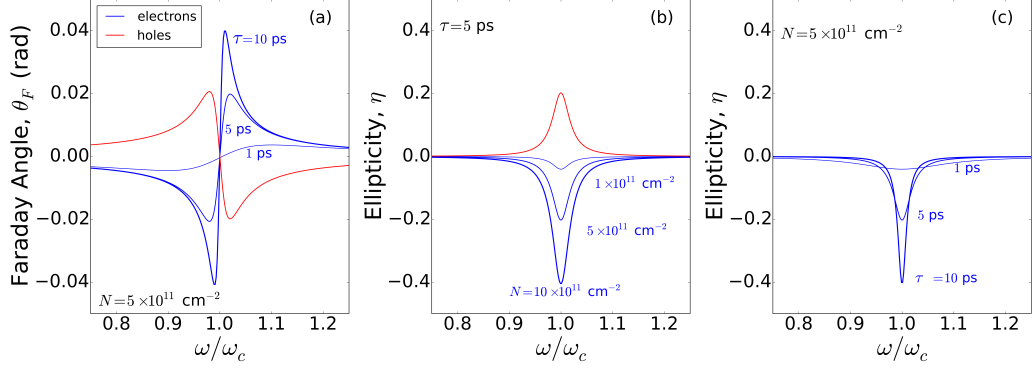 electrons
holes
(a)
τ=10 ps
5 ps
1 ps
N=5×10¹¹ cm⁻²
0.04
0.02
0.00
−0.02
−0.04
Faraday Angle, θ_F (rad)
0.8 0.9 1.0 1.1 1.2
ω/ω_c
(b)
τ=5 ps
1×10¹¹ cm⁻²
5×10¹¹ cm⁻²
N=10×10¹¹ cm⁻²
0.4
0.2
0.0
−0.2
−0.4
Ellipticity, η
0.8 0.9 1.0 1.1 1.2
ω/ω_c
(c)
N=5×10¹¹ cm⁻²
1 ps
5 ps
τ =10 ps
0.4
0.2
0.0
−0.2
−0.4
Ellipticity, η
0.8 0.9 1.0 1.1 1.2
ω/ω_c